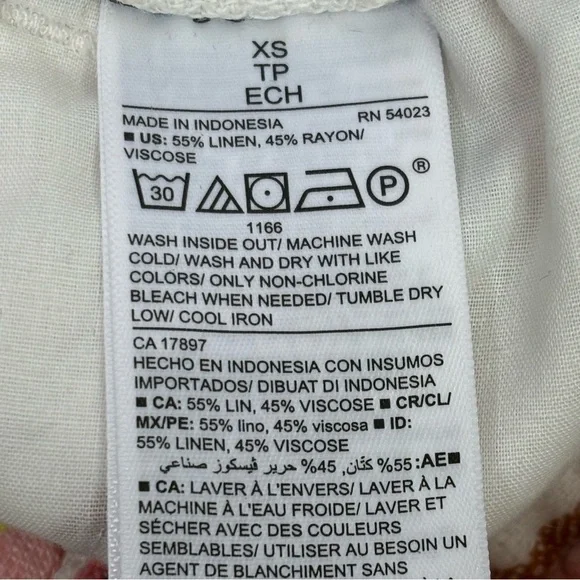 XS
TP
ECH
MADE IN INDONESIA RN 54023
■ US: 55% LINEN, 45% RAYON/
VISCOSE
30 P®
1166
WASH INSIDE OUT/ MACHINE WASH
COLD/ WASH AND DRY WITH LIKE
COLORS/ ONLY NON-CHLORINE
BLEACH WHEN NEEDED/ TUMBLE DRY
LOW/ COOL IRON
CA 17897
HECHO EN INDONESIA CON INSUMOS
IMPORTADOS/ DIBUAT DI INDONESIA
■ CA: 55% LIN, 45% VISCOSE ■ CR/CL/
MX/PE: 55% lino, 45% viscosa ■ ID:
55% LINEN, 45% VISCOSE
■AE: 55% كتّان, 45% حرير ڤيسكوز صناعي
■ CA: LAVER À L'ENVERS/ LAVER À LA
MACHINE À L'EAU FROIDE/ LAVER ET
SÉCHER AVEC DES COULEURS
SEMBLABLES/ UTILISER AU BESOIN UN
AGENT DE BLANCHIMENT SANS